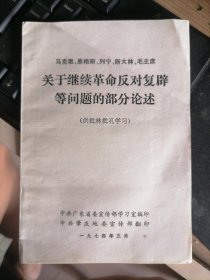 马克思、恩格斯、列宁、斯大林、毛主席
关于继续革命反对复辟
等问题的部分论述
(供批林批孔学习)
中共广东省委宣传部学习室编印
中共肇庆地委宣传部翻印
一九七四年三月